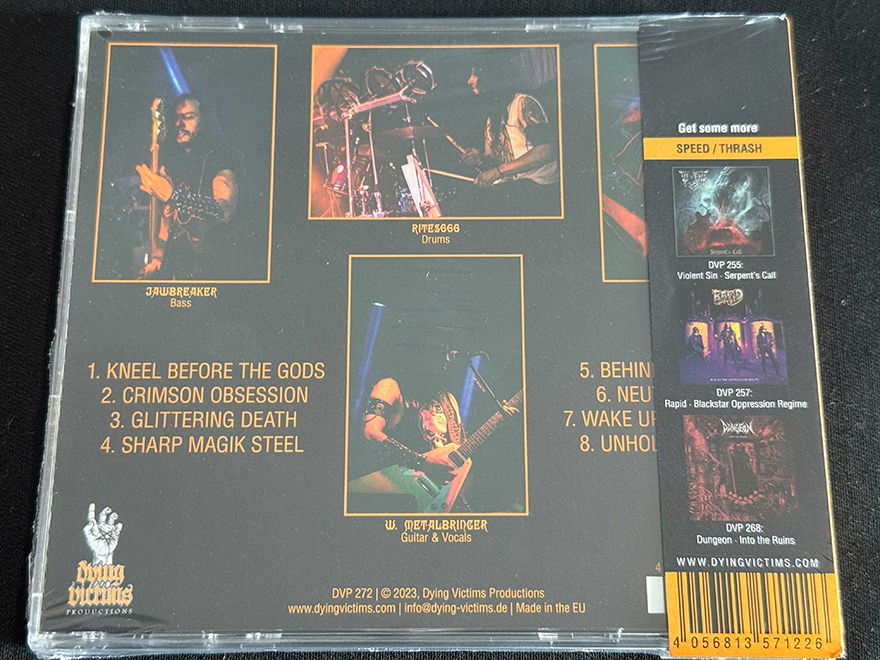 Get some more
SPEED / THRASH
Serpent's Call
DVP 255:
Violent Sin - Serpent's Call
RAPID
DVP 257:
Rapid - Blackstar Oppression Regime
DUNGEON
DVP 268:
Dungeon - Into the Ruins
WWW.DYINGVICTIMS.COM
4 056813 571226
RITES666
Drums
JAWBREAKER
Bass
W. METALBRINGER
Guitar & Vocals
1. KNEEL BEFORE THE GODS
2. CRIMSON OBSESSION
3. GLITTERING DEATH
4. SHARP MAGIK STEEL
5. BEHIN
6. NEU
7. WAKE UP
8. UNHOL
dying
victims
PRODUCTIONS
DVP 272 | © 2023, Dying Victims Productions
www.dyingvictims.com | info@dying-victims.de | Made in the EU
4